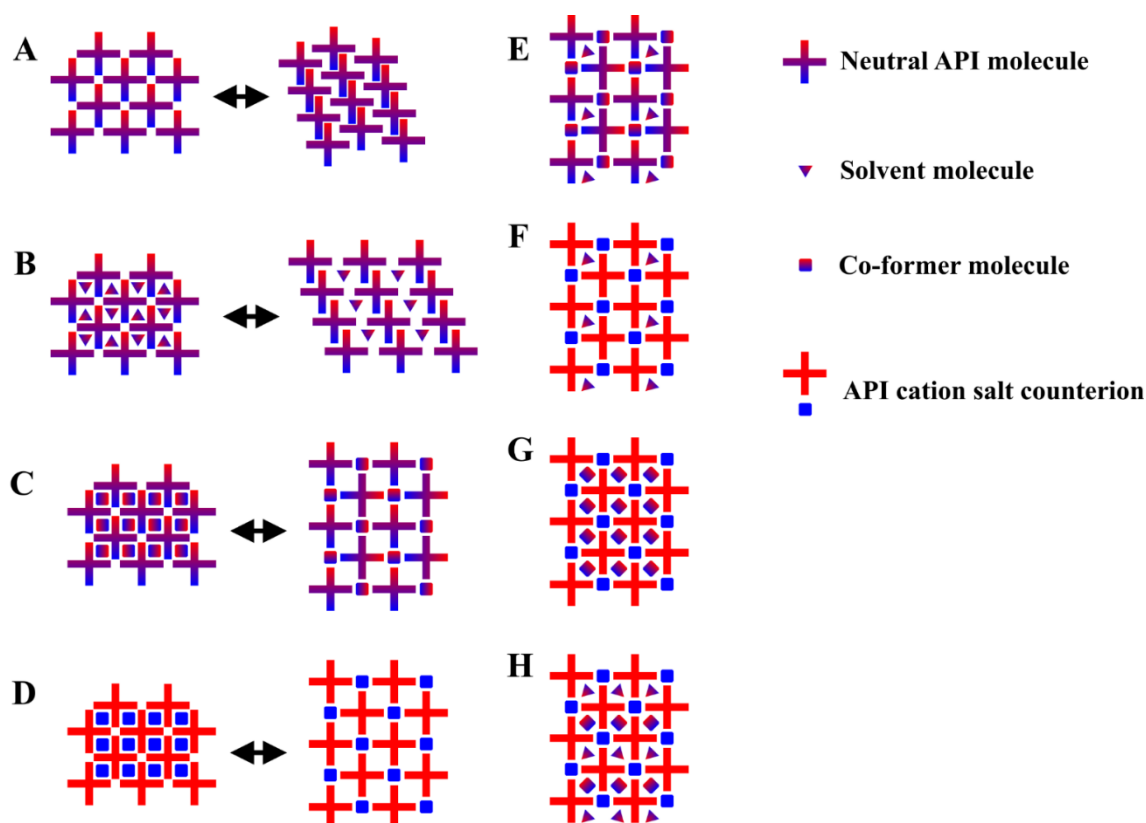 A
B
C
D
E
F
G
H
Neutral API molecule
Solvent molecule
Co-former molecule
API cation salt counterion